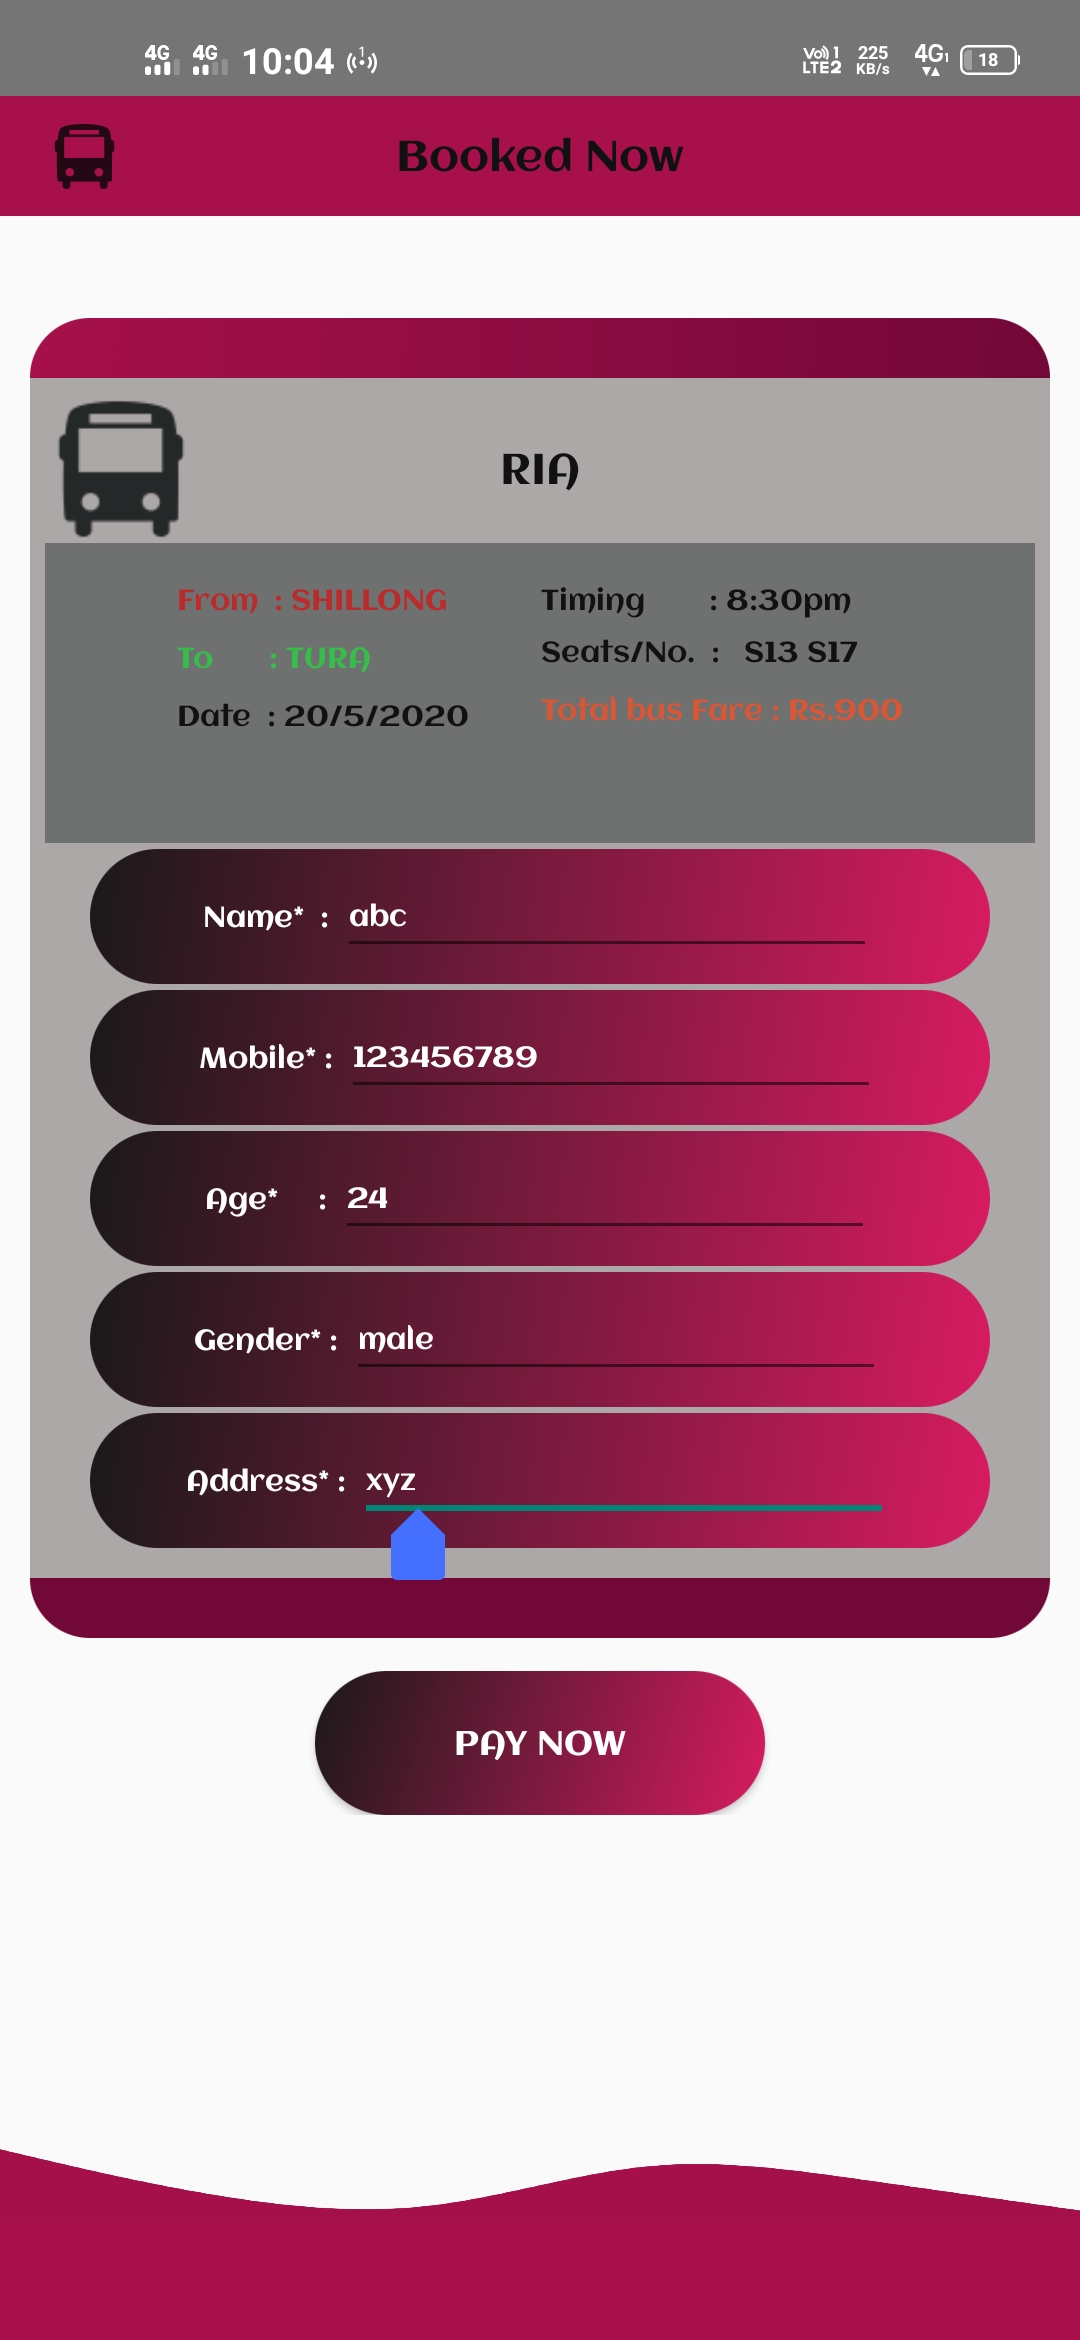 4G 4G 10:04 1 Vo)) 1 LTE2 225 KB/s 4G1 18
Booked Now
RIA
From : SHILLONG
To : TURA
Date : 20/5/2020
Timing : 8:30pm
Seats/No. : S13 S17
Total bus Fare : Rs.900
Name* : abc
Mobile* : 123456789
Age* : 24
Gender* : male
Address* : xyz
PAY NOW